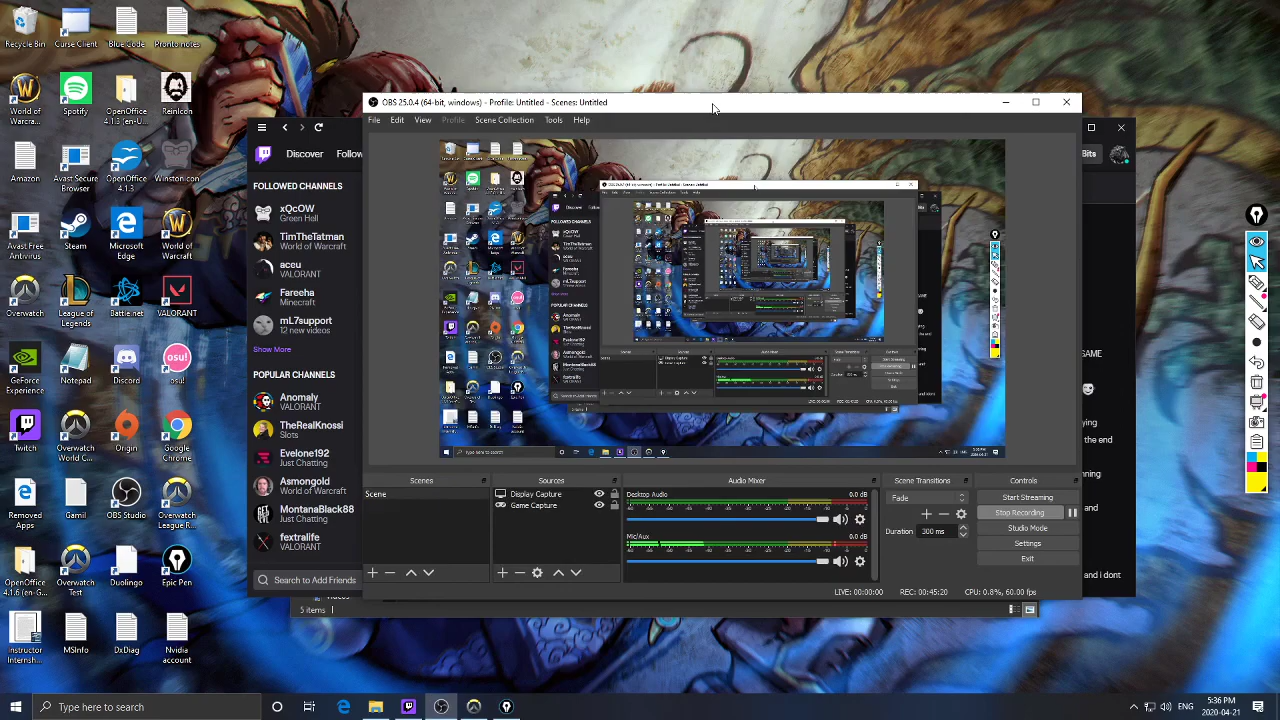 Recycle Bin
Curse Client
Blue Code
Pronto notes
World of Warcra...
Spotify
OpenOffice 4.1.3 (en-U...
Reinicon
Amazon
Avast Secure Browser
OpenOffice 4.1.3
Winston icon
Avast Free Antivirus
Steam
Microsoft Edge
World of Warcraft
Legends
Battle.net
VALORANT
GeForce Experience
Notepad
Discord
osu!
Twitch
Overwatch World C...
Origin
Google Chrome
Removed Apps
Gamil
OBS Studio
Overwatch League R...
OpenOffice 4.1.6 (en-US...
Overwatch Test
Duolingo
Epic Pen
Instructor Internsh...
MSInfo
DxDiag
Nvidia account
Discover
Follow
FOLLOWED CHANNELS
xQcOW
Green Hell
TimTheTatman
World of Warcraft
aceu
VALORANT
Fareeha
Minecraft
mL7support
12 new videos
Show More
POPULAR CHANNELS
Anomaly
VALORANT
TheRealKnossi
Slots
Evelone192
Just Chatting
Asmongold
World of Warcraft
MontanaBlack88
Just Chatting
fextralife
VALORANT
Search to Add Friends
5 items
OBS 25.0.4 (64-bit, windows) - Profile: Untitled - Scenes: Untitled
File Edit View Profile Scene Collection Tools Help
Scenes
Scene
Sources
Display Capture
Game Capture
Audio Mixer
Desktop Audio 0.0 dB
Mic/Aux 0.0 dB
Scene Transitions
Fade
Duration 300 ms
Controls
Start Streaming
Stop Recording
Studio Mode
Settings
Exit
LIVE: 00:00:00 REC: 00:45:20 CPU: 0.8%, 60.00 fps
Bits
GAME
the end
and
and i dont
Type here to search
ENG
5:36 PM
2020-04-21